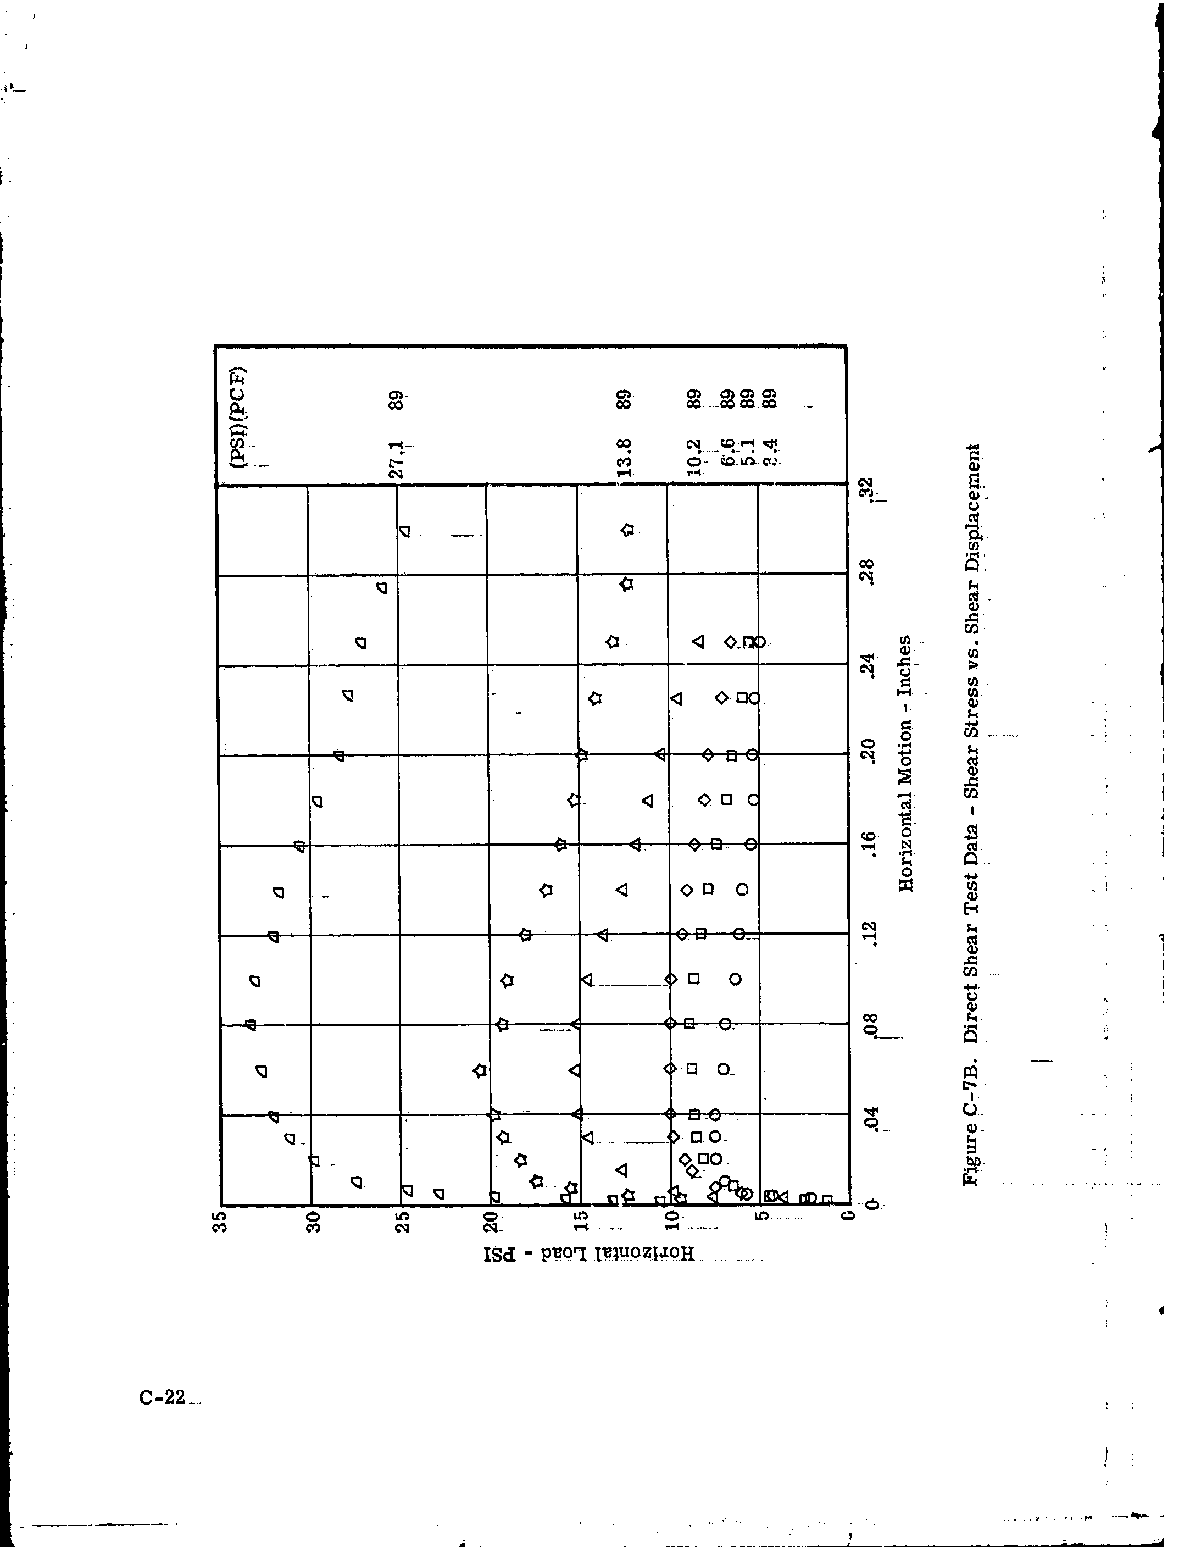 (PSI)(PCF)
27.1 89
13.8 89
10.2 89
6.6 89
5.1 89
89
35
30
25
20
15
10
5
0
Horizontal Load - PSI
0 .04 .08 .12 .16 .20 .24 .28 .32
Horizontal Motion - Inches
Figure C-7B. Direct Shear Test Data - Shear Stress vs. Shear Displacement
C-22